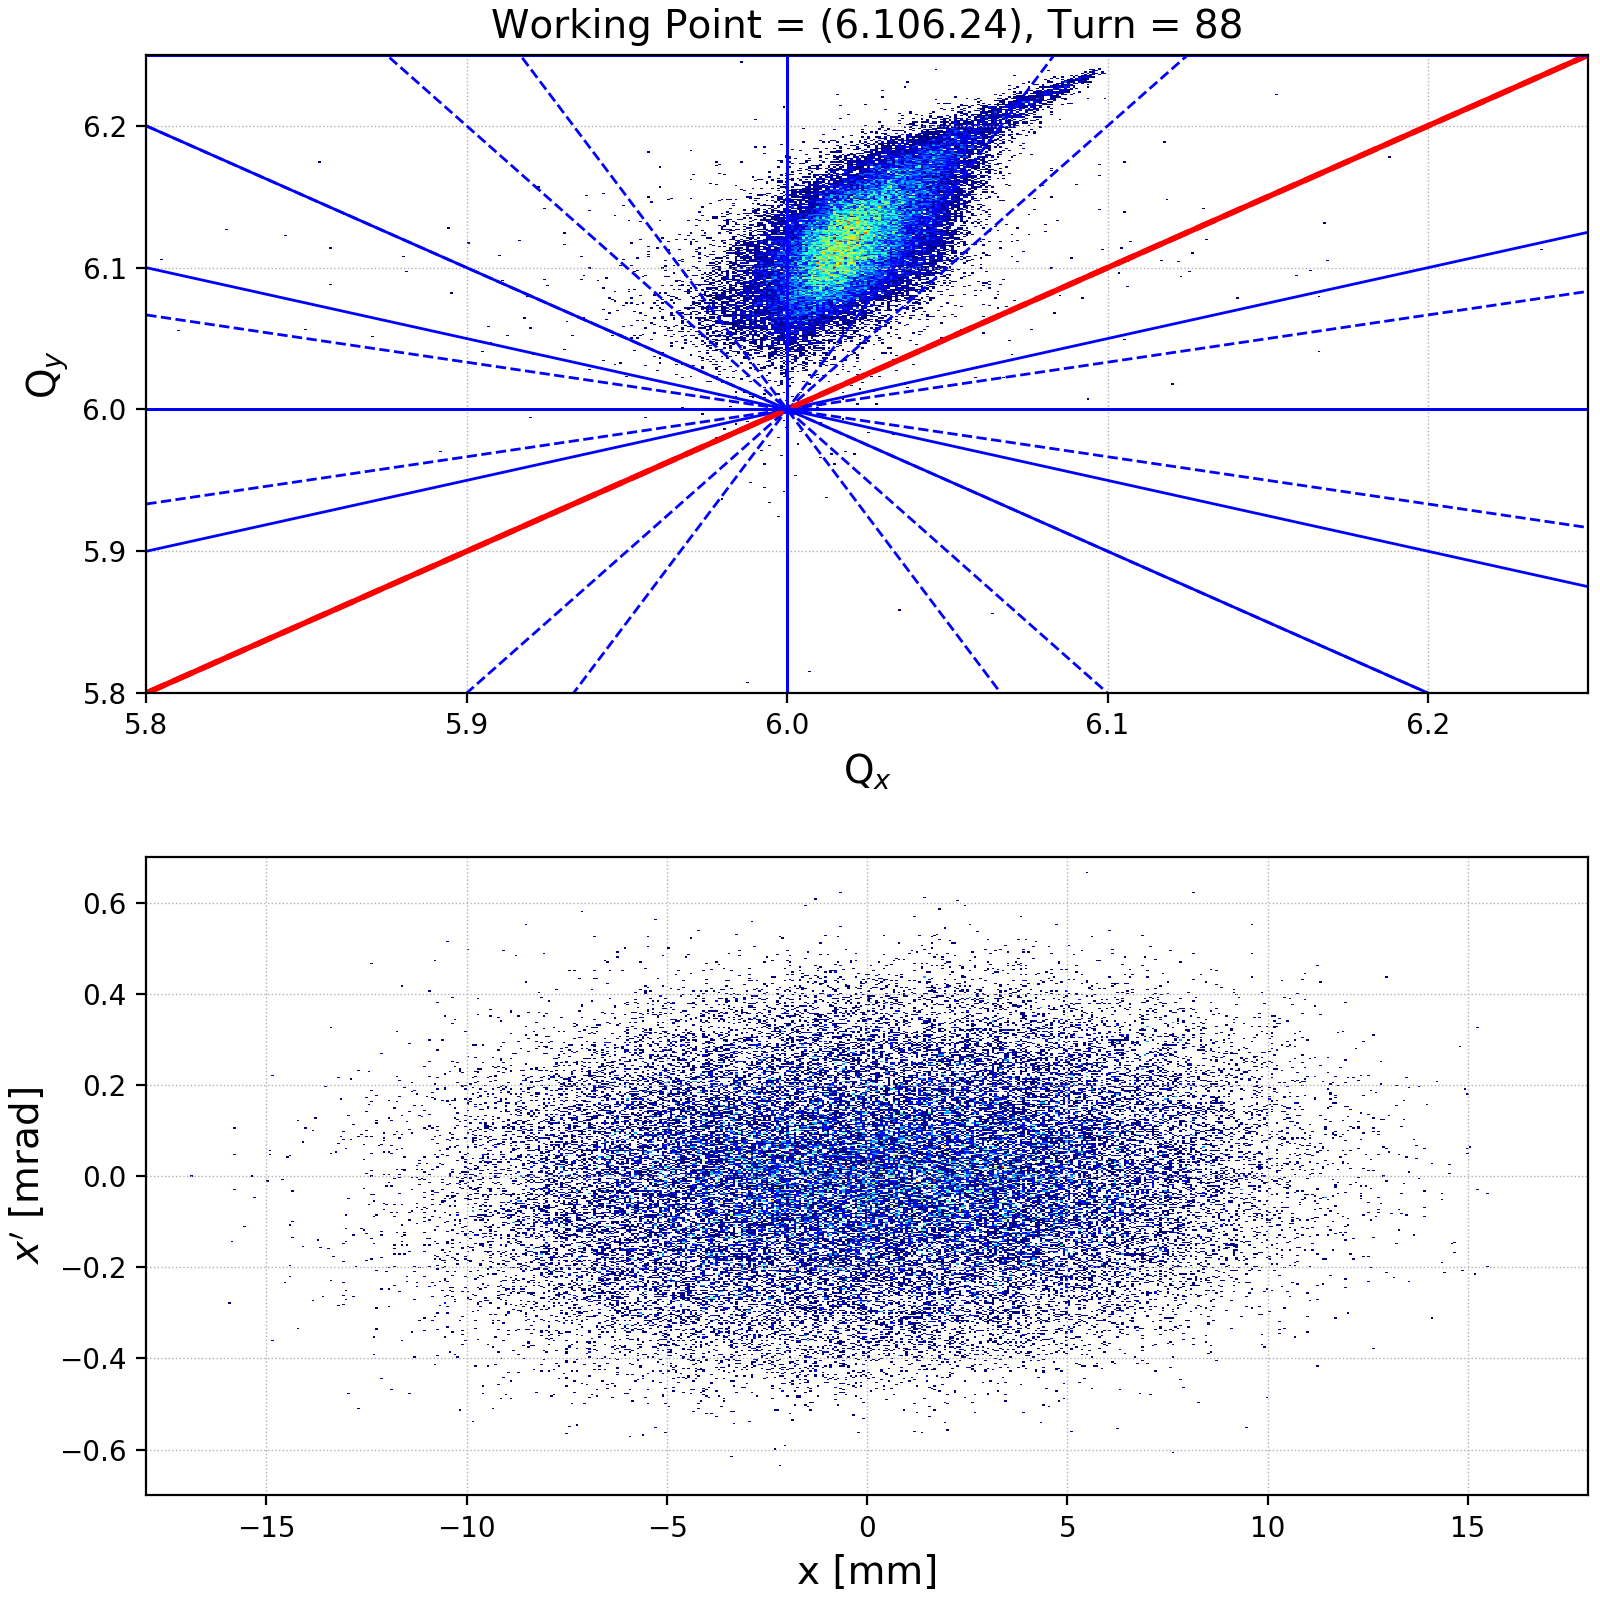 Working Point = (6.106.24), Turn = 88
Qy
6.2
6.1
6.0
5.9
5.8
5.8 5.9 6.0 6.1 6.2
Qx
x′ [mrad]
0.6
0.4
0.2
0.0
−0.2
−0.4
−0.6
−15 −10 −5 0 5 10 15
x [mm]